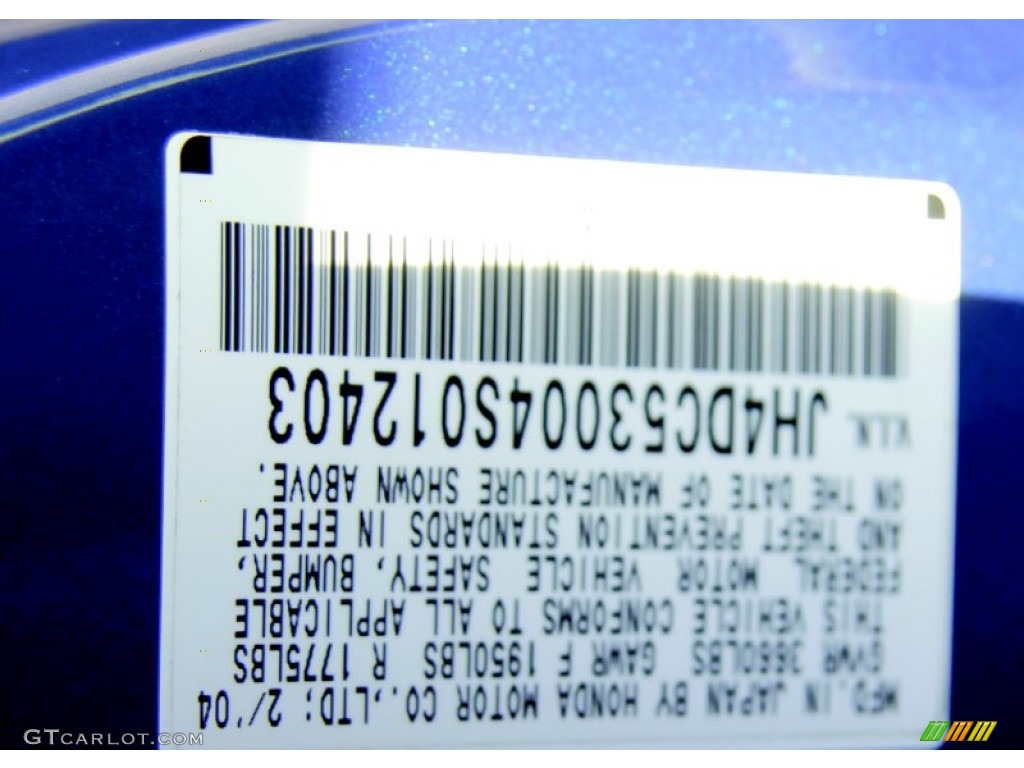 MFD.IN JAPAN BY HONDA MOTOR CO.,LTD; 2/'04
GVWR 3660LBS GAWR F 1950LBS R 1775LBS
THIS VEHICLE CONFORMS TO ALL APPLICABLE
FEDERAL MOTOR VEHICLE SAFETY, BUMPER,
AND THEFT PREVENTION STANDARDS IN EFFECT
ON THE DATE OF MANUFACTURE SHOWN ABOVE.
V.I.N. JH4DC53004S012403
GTCARLOT.COM